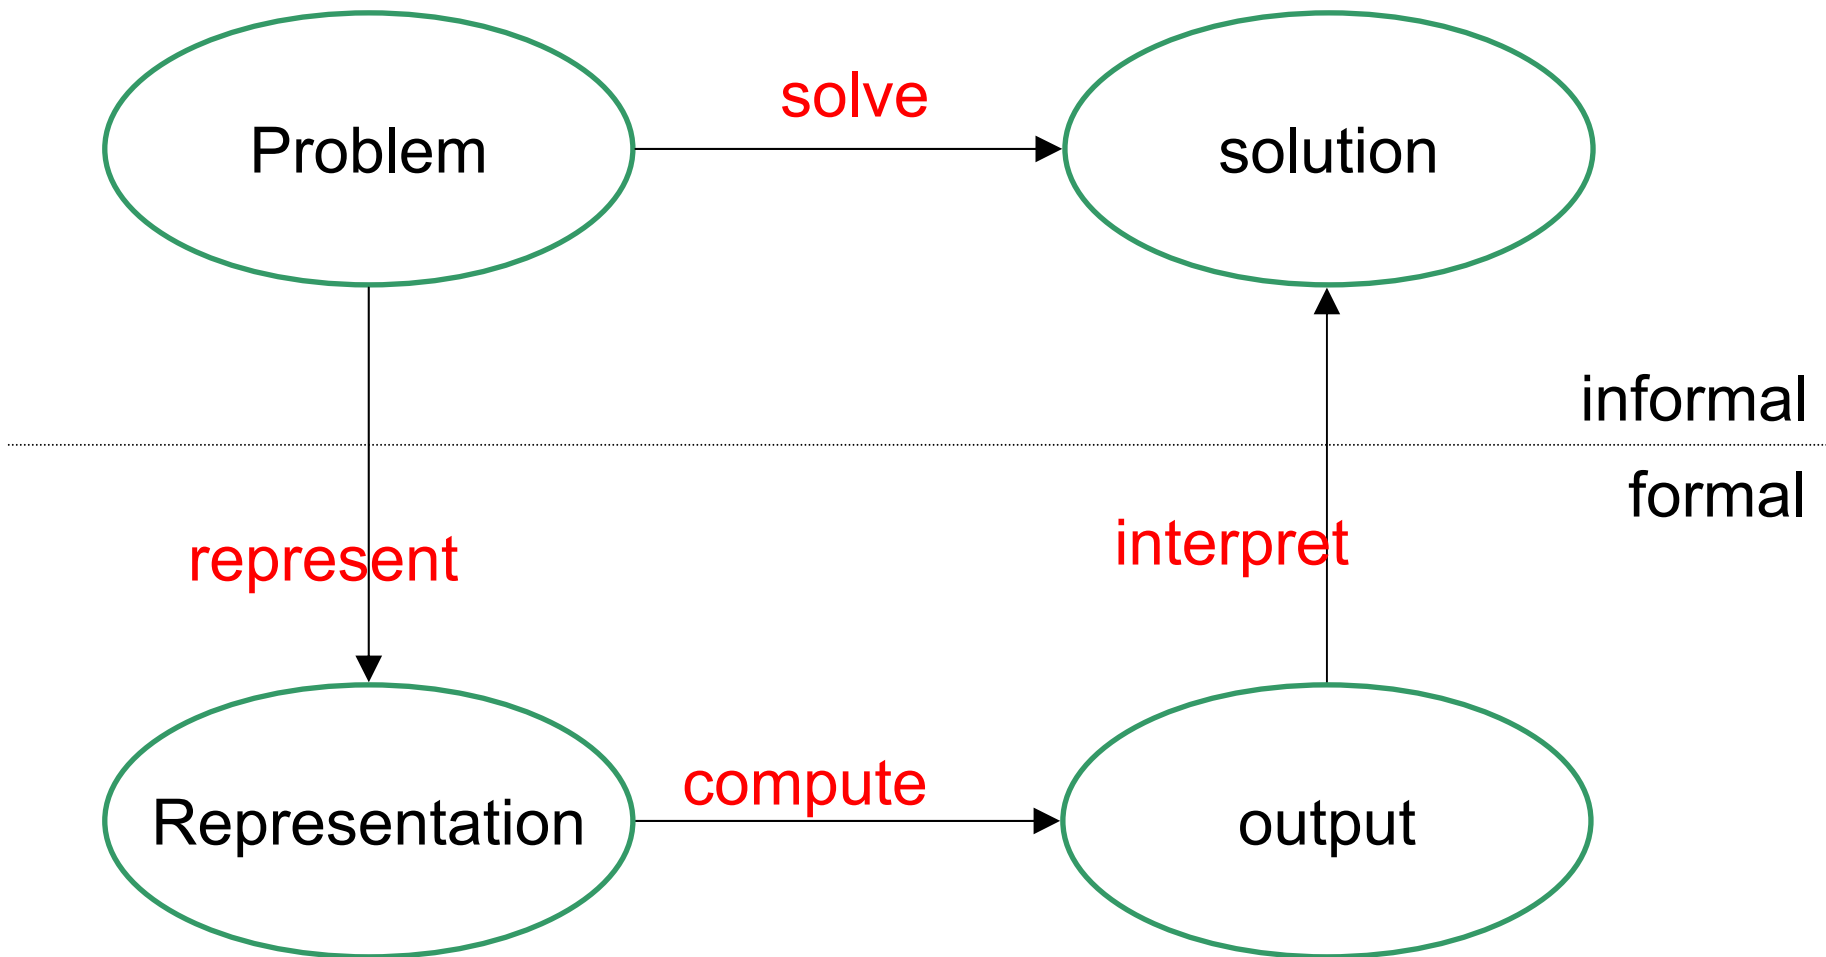 solve
Problem
solution
informal
formal
represent
interpret
compute
Representation
output